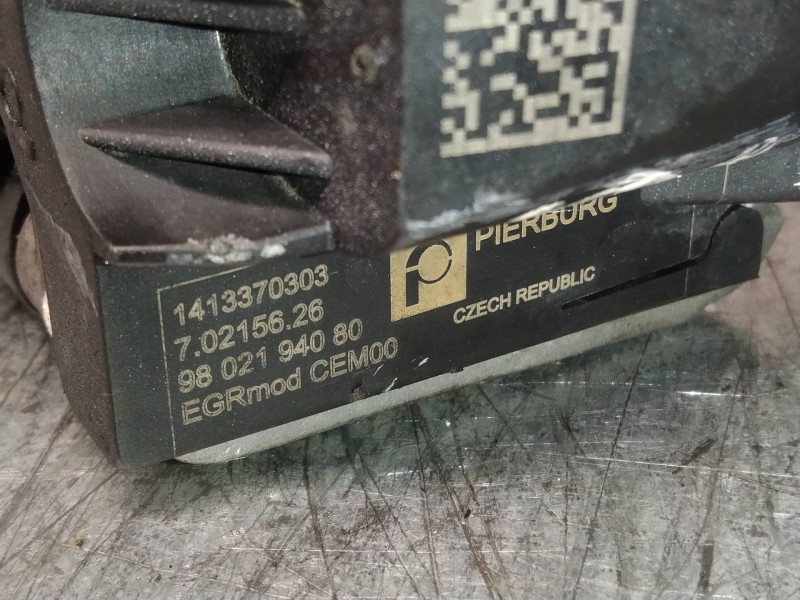 PIERBURG
CZECH REPUBLIC
1413370303
7.02156.26
98 021 940 80
EGRmod CEM00